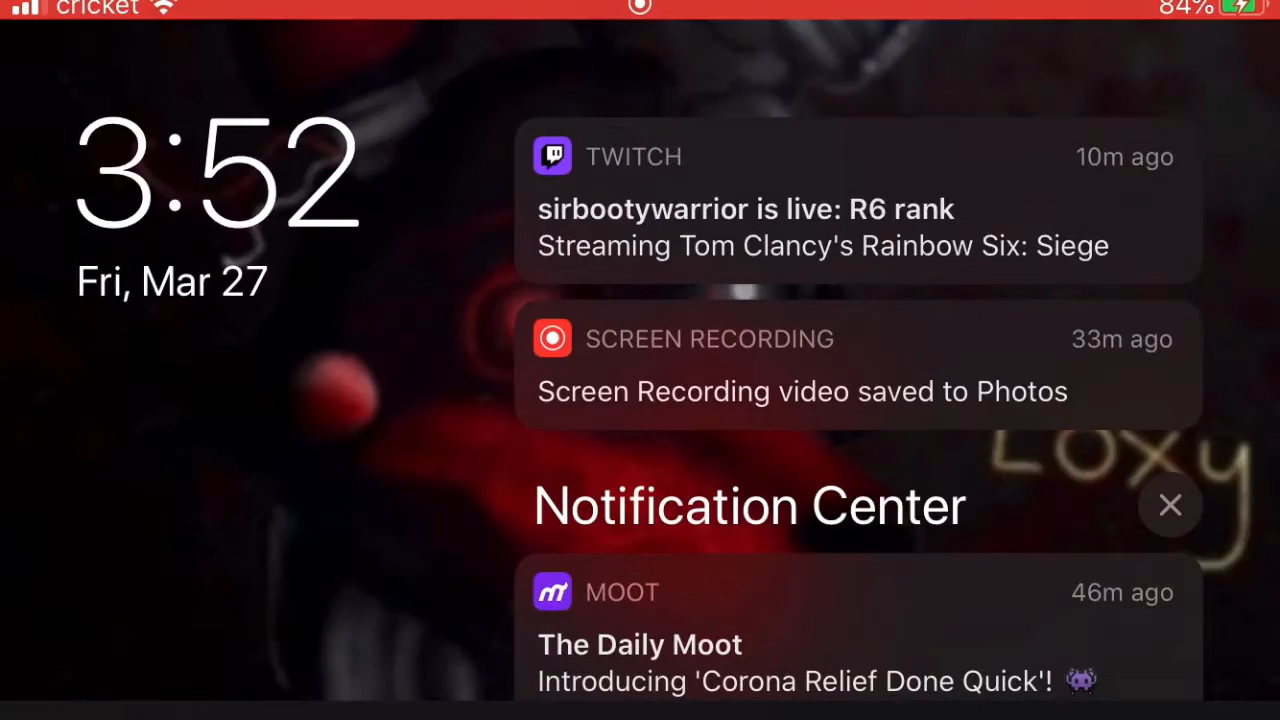 cricket
84%
3:52
Fri, Mar 27
TWITCH
10m ago
sirbootywarrior is live: R6 rank
Streaming Tom Clancy's Rainbow Six: Siege
SCREEN RECORDING
33m ago
Screen Recording video saved to Photos
Loxy
Notification Center
MOOT
46m ago
The Daily Moot
Introducing 'Corona Relief Done Quick'! 👾